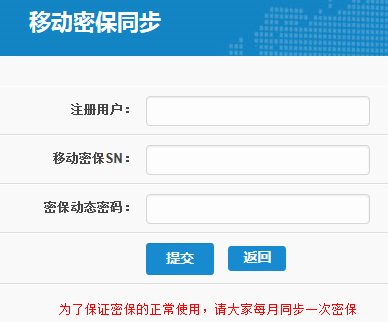 移动密保同步
注册用户：
移动密保SN：
密保动态密码：
提交 返回
为了保证密保的正常使用，请大家每月同步一次密保